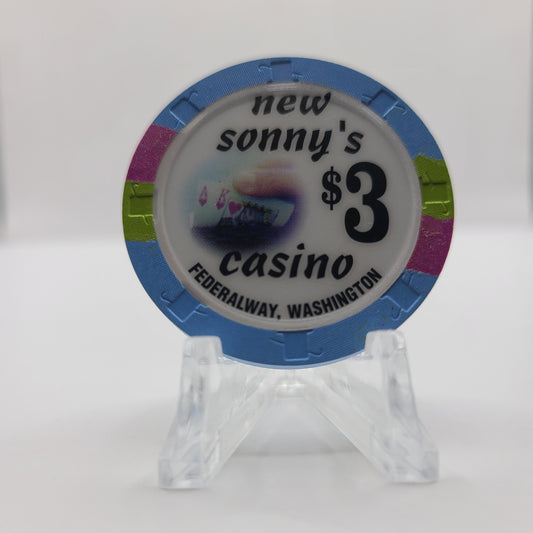 new
sonny's
$3
casino
FEDERALWAY, WASHINGTON